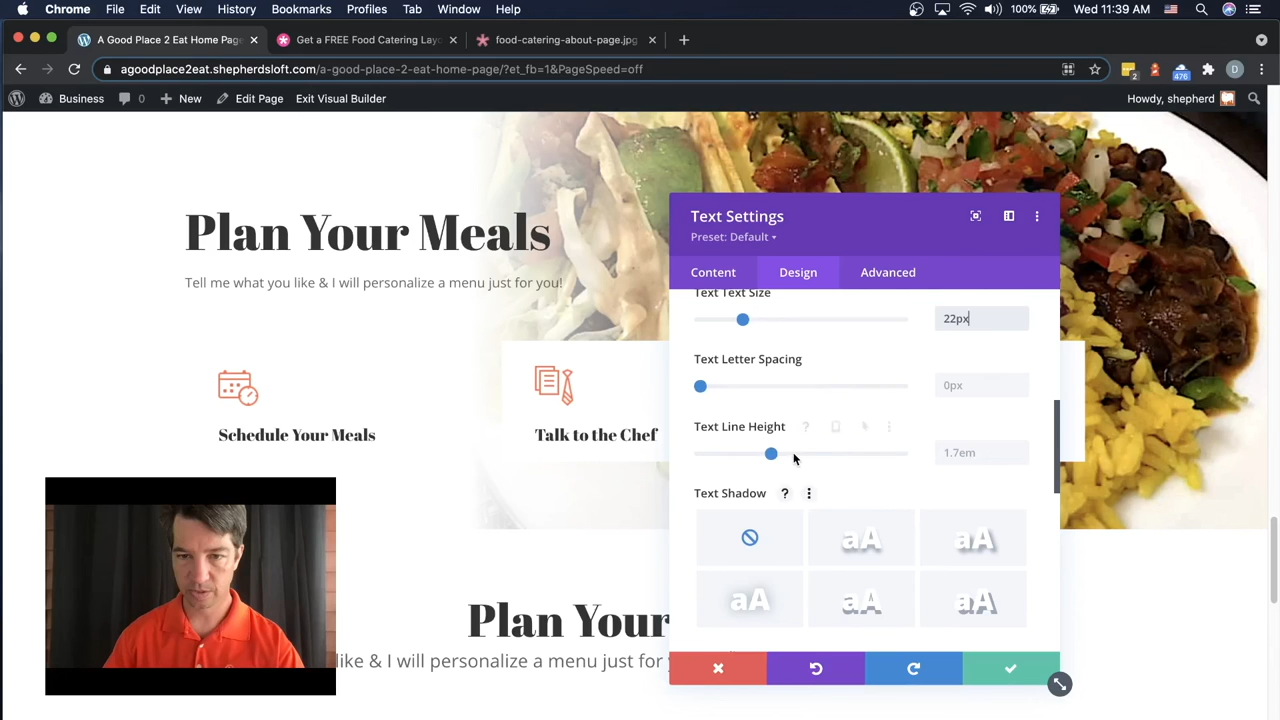 Chrome File Edit View History Bookmarks Profiles Tab Window Help 100% Wed 11:39 AM
A Good Place 2 Eat Home Page Get a FREE Food Catering Layo food-catering-about-page.jpg
agoodplace2eat.shepherdsloft.com/a-good-place-2-eat-home-page/?et_fb=1&PageSpeed=off 2 476 D
Business 0 New Edit Page Exit Visual Builder Howdy, shepherd
Plan Your Meals
Tell me what you like & I will personalize a menu just for you!
Schedule Your Meals
Talk to the Chef
Plan Your
like & I will personalize a menu just for y
Text Settings
Preset: Default
Content Design Advanced
Text Text Size
22px
Text Letter Spacing
0px
Text Line Height ?
1.7em
Text Shadow ?
aA aA
aA aA aA